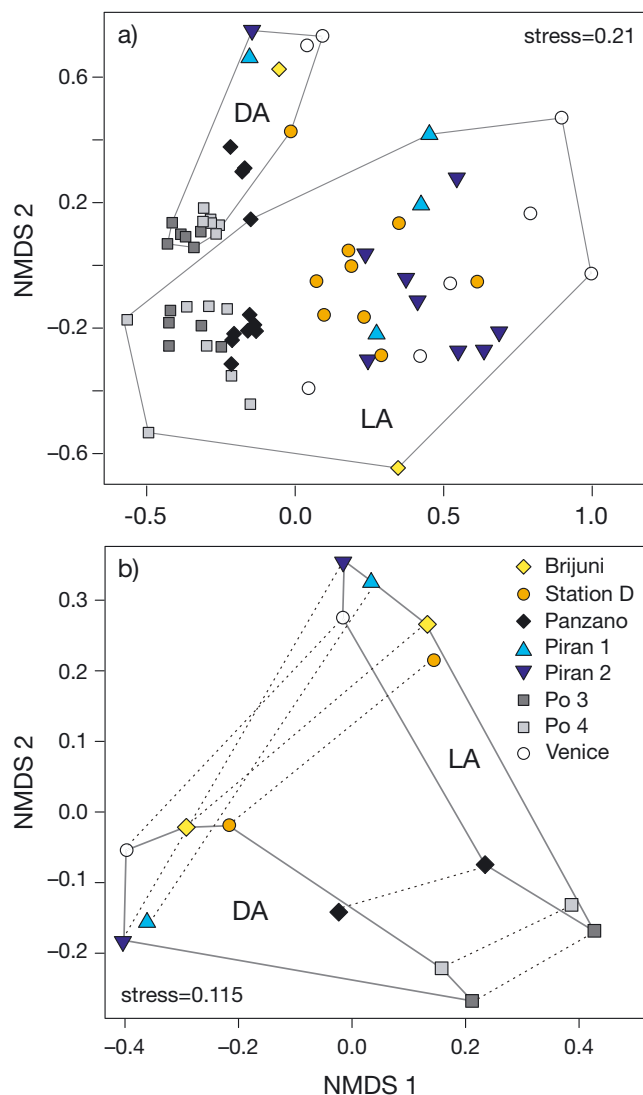 a)
stress=0.21
0.6
DA
NMDS 2
0.2
−0.2
LA
−0.6
-0.5
0.0
0.5
1.0
b)
0.3
Brijuni
Station D
Panzano
0.2
Piran 1
Piran 2
Po 3
0.1
Po 4
LA
Venice
NMDS 2
0.0
−0.1
DA
−0.2
stress=0.115
−0.4
−0.2
0.0
0.2
0.4
NMDS 1